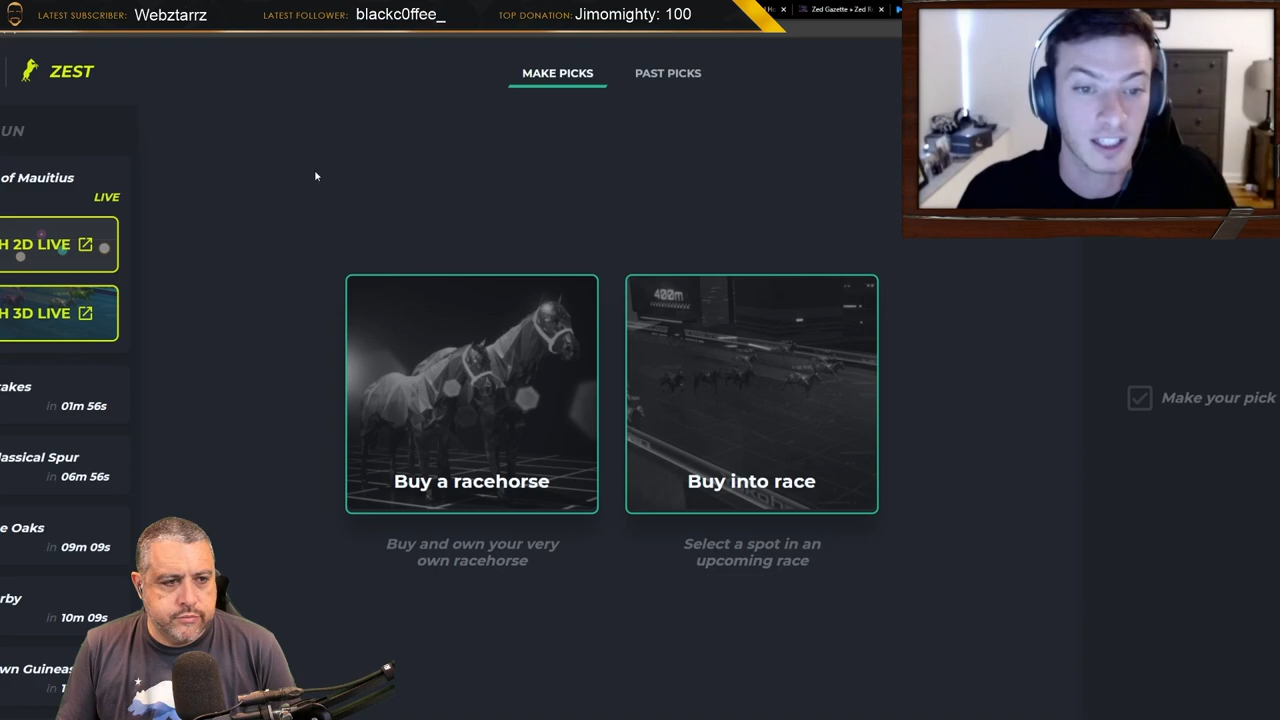 LATEST SUBSCRIBER: Webztarrz
LATEST FOLLOWER: blackc0ffee_
TOP DONATION: Jimomighty: 100
Zed Gazette » Zed R
ZEST
MAKE PICKS
PAST PICKS
UN
of Mauitius
LIVE
H 2D LIVE
H 3D LIVE
takes
in 01m 56s
lassical Spur
in 06m 56s
e Oaks
in 09m 09s
rby
in 10m 09s
wn Guineas
in 1
400m
Buy a racehorse
Buy and own your very
own racehorse
Buy into race
Select a spot in an
upcoming race
Make your pick